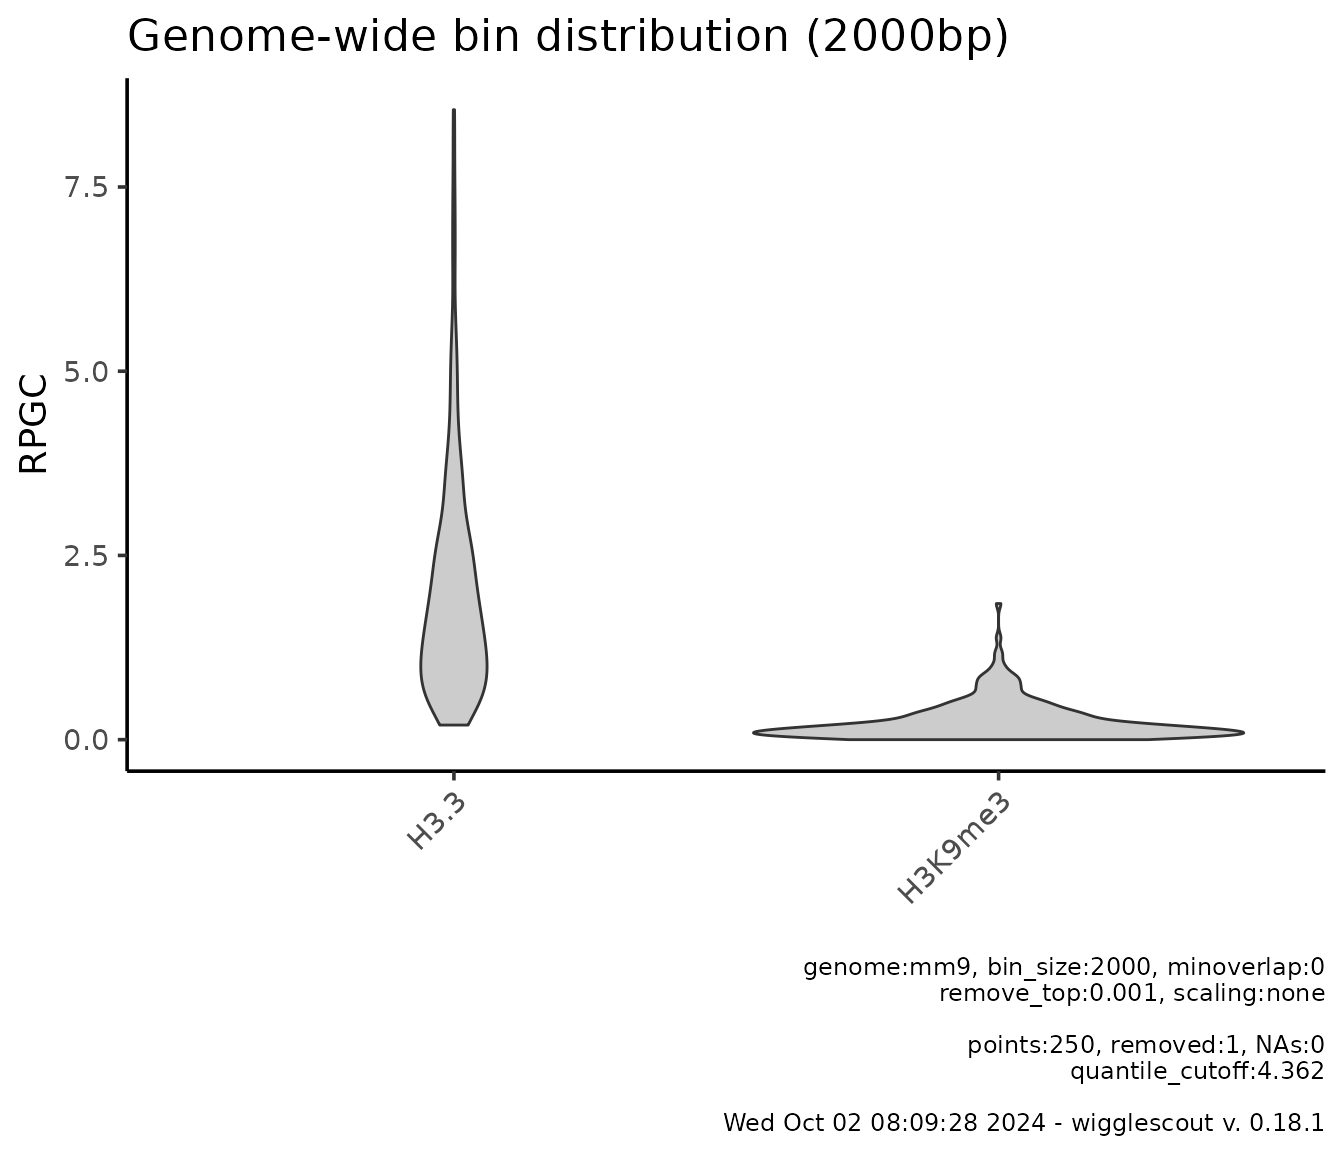 Genome-wide bin distribution (2000bp)
RPGC
7.5
5.0
2.5
0.0
H3.3
H3K9me3
genome:mm9, bin_size:2000, minoverlap:0
remove_top:0.001, scaling:none
points:250, removed:1, NAs:0
quantile_cutoff:4.362
Wed Oct 02 08:09:28 2024 - wigglescout v. 0.18.1